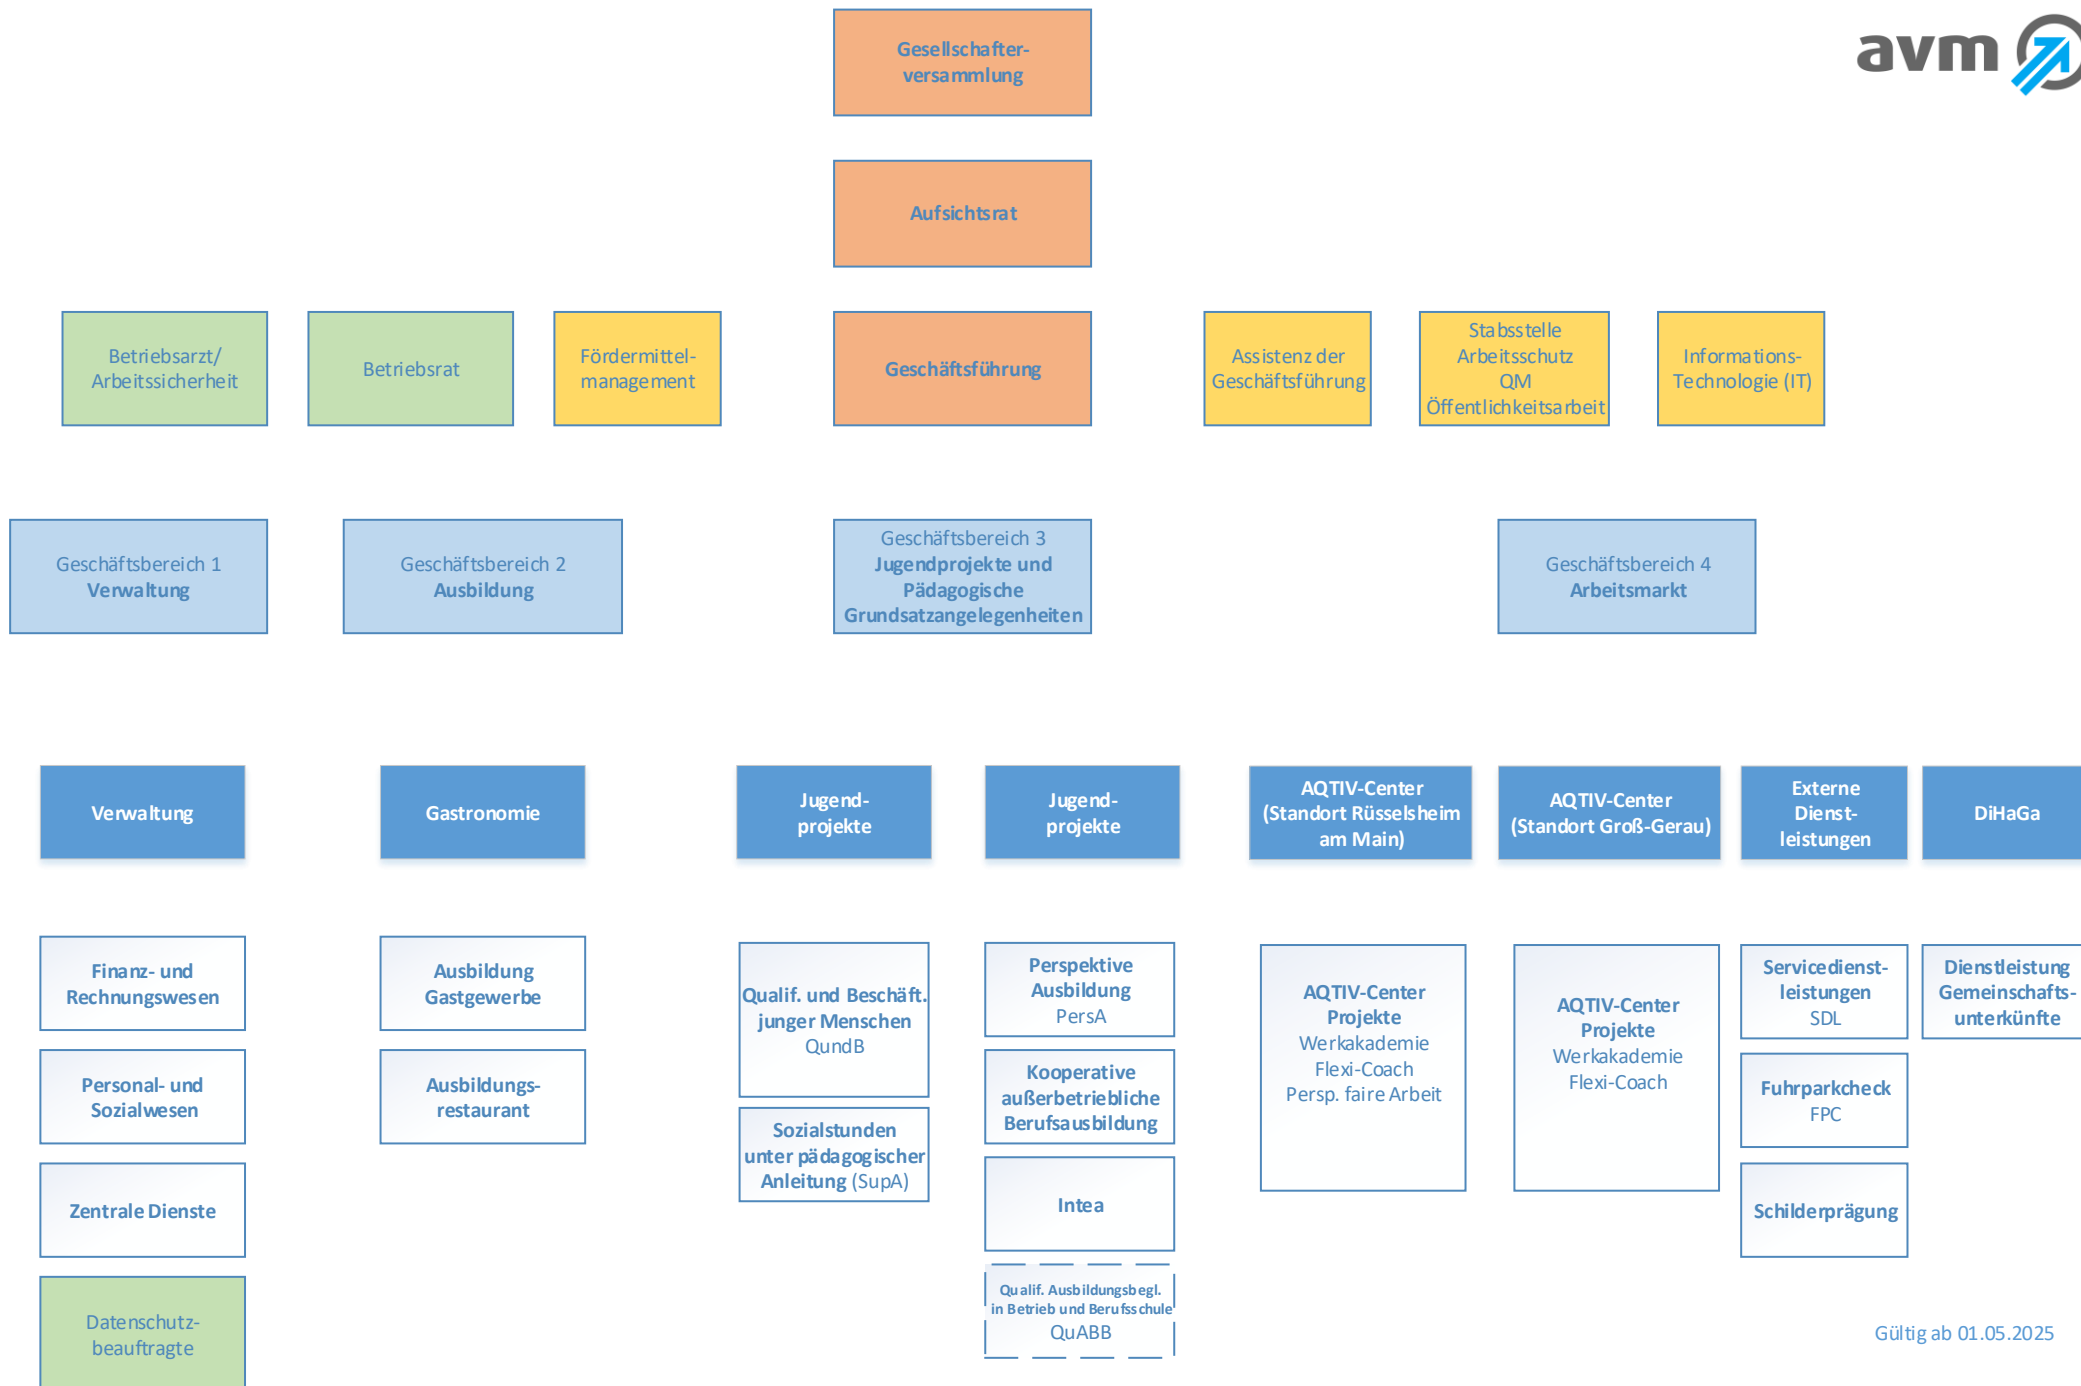 Gesellschafter-
versammlung
avm
Aufsichtsrat
Betriebsarzt/
Arbeitssicherheit
Betriebsrat
Fördermittel-
management
Geschäftsführung
Assistenz der
Geschäftsführung
Stabsstelle
Arbeitsschutz
QM
Öffentlichkeitsarbeit
Informations-
Technologie (IT)
Geschäftsbereich 1
Verwaltung
Geschäftsbereich 2
Ausbildung
Geschäftsbereich 3
Jugendprojekte und
Pädagogische
Grundsatzangelegenheiten
Geschäftsbereich 4
Arbeitsmarkt
Verwaltung
Gastronomie
Jugend-
projekte
Jugend-
projekte
AQTIV-Center
(Standort Rüsselsheim
am Main)
AQTIV-Center
(Standort Groß-Gerau)
Externe
Dienst-
leistungen
DiHaGa
Finanz- und
Rechnungswesen
Personal- und
Sozialwesen
Zentrale Dienste
Datenschutz-
beauftragte
Ausbildung
Gastgewerbe
Ausbildungs-
restaurant
Qualif. und Beschäft.
junger Menschen
QundB
Sozialstunden
unter pädagogischer
Anleitung (SupA)
Perspektive
Ausbildung
PersA
Kooperative
außerbetriebliche
Berufsausbildung
Intea
Qualif. Ausbildungsbegl.
in Betrieb und Berufsschule
QuABB
AQTIV-Center
Projekte
Werkakademie
Flexi-Coach
Persp. faire Arbeit
AQTIV-Center
Projekte
Werkakademie
Flexi-Coach
Servicedienst-
leistungen
SDL
Fuhrparkcheck
FPC
Schilderprägung
Dienstleistung
Gemeinschafts-
unterkünfte
Gültig ab 01.05.2025